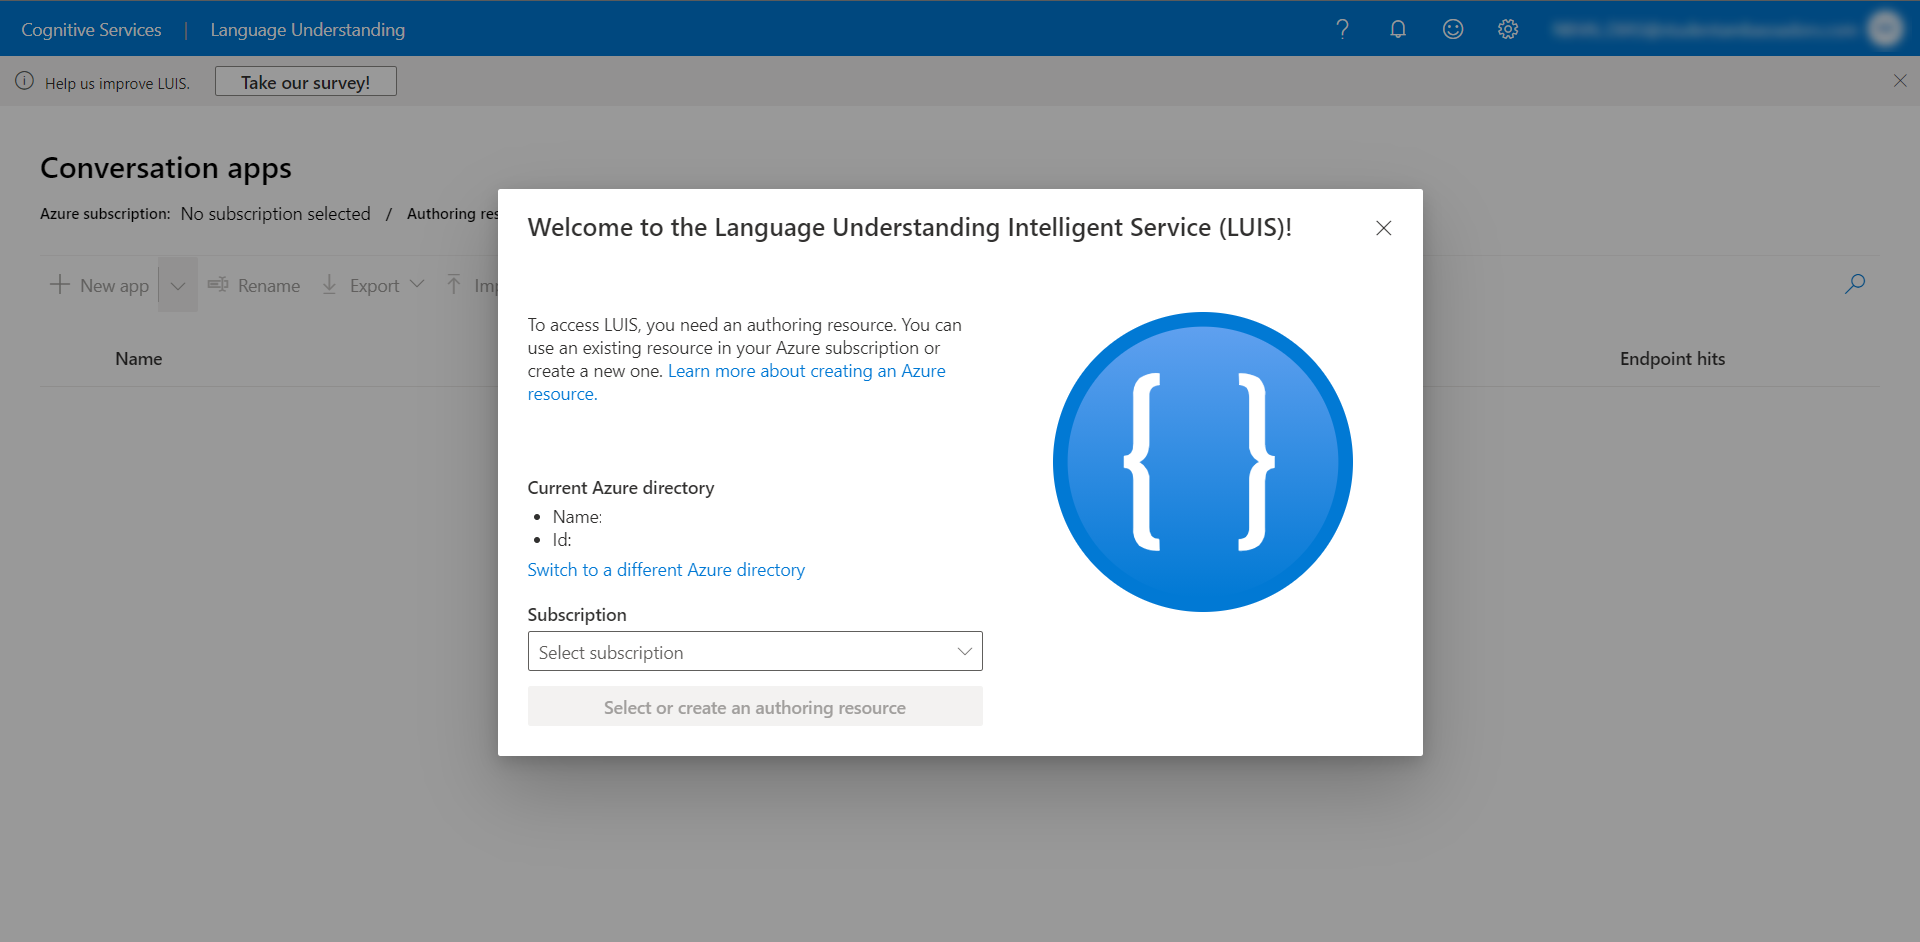 Cognitive Services | Language Understanding
Help us improve LUIS. Take our survey!
Conversation apps
Azure subscription: No subscription selected / Authoring res
New app Rename Export Imp
Name Endpoint hits
Welcome to the Language Understanding Intelligent Service (LUIS)!
To access LUIS, you need an authoring resource. You can
use an existing resource in your Azure subscription or
create a new one. Learn more about creating an Azure
resource.
{ }
Current Azure directory
• Name:
• Id:
Switch to a different Azure directory
Subscription
Select subscription
Select or create an authoring resource